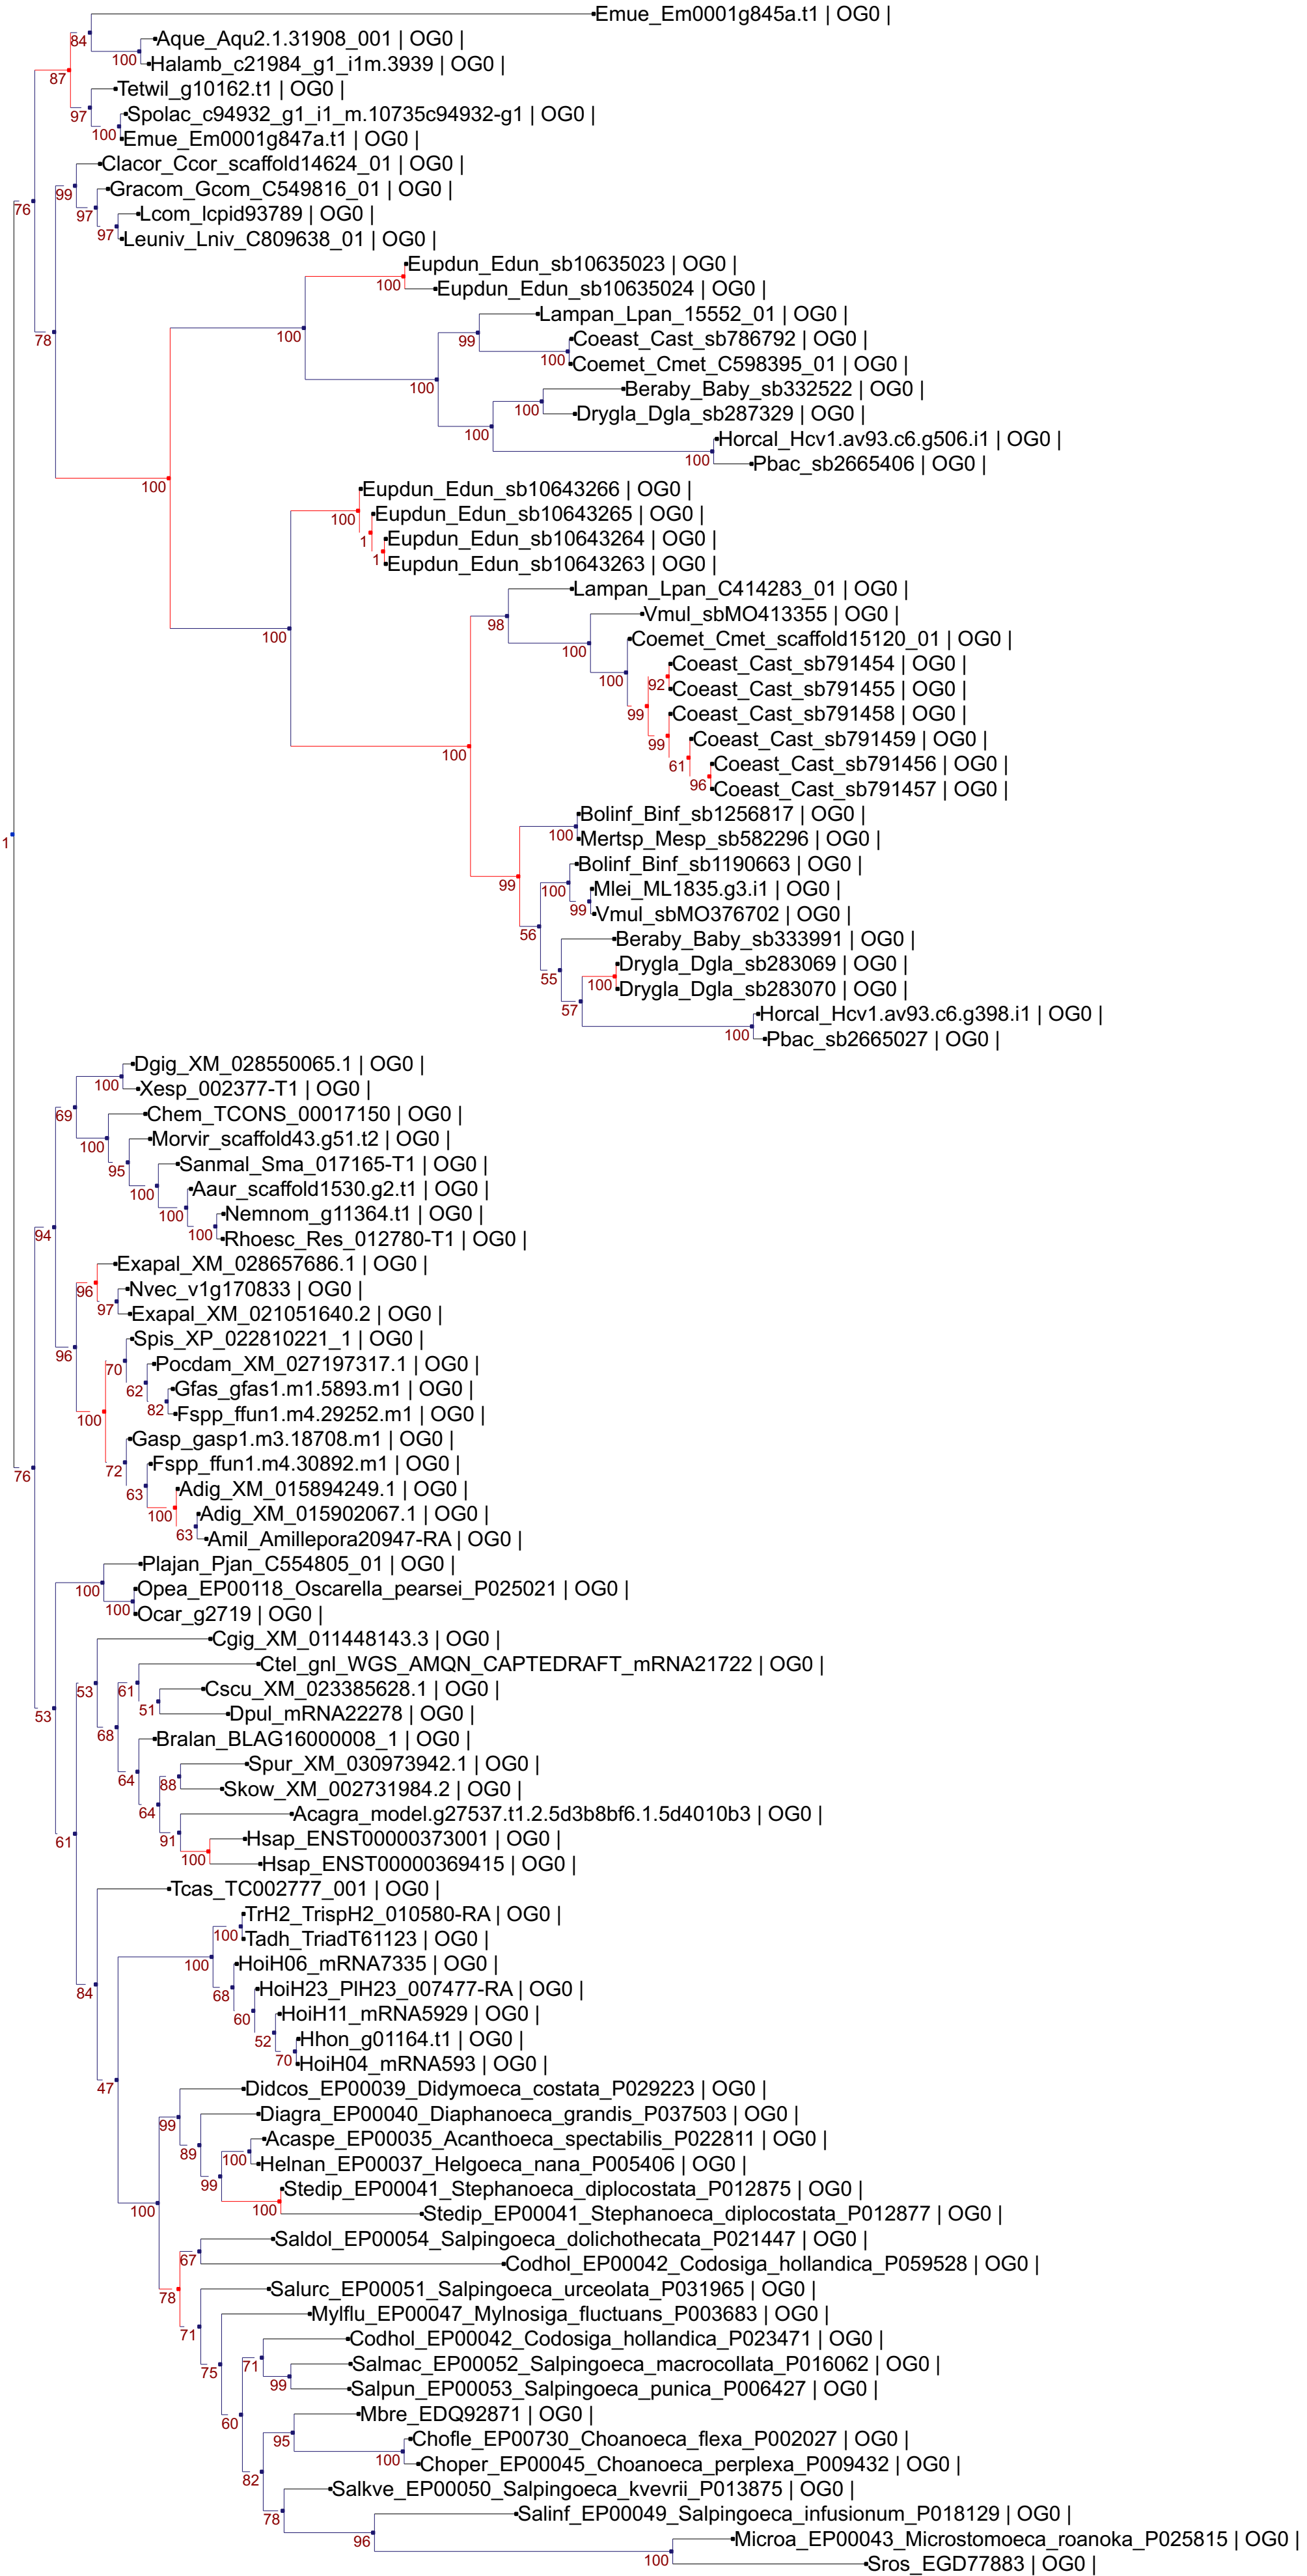 Emue_Em0001g845a.t1 | OG0 |
84
Aque_Aqu2.1.31908_001 | OG0 |
100
Halamb_c21984_g1_i1m.3939 | OG0 |
87
Tetwil_g10162.t1 | OG0 |
97
Spolac_c94932_g1_i1_m.10735c94932-g1 | OG0 |
100
Emue_Em0001g847a.t1 | OG0 |
Clacor_Ccor_scaffold14624_01 | OG0 |
99
Gracom_Gcom_C549816_01 | OG0 |
76
97
Lcom_lcpid93789 | OG0 |
97
Leuniv_Lniv_C809638_01 | OG0 |
Eupdun_Edun_sb10635023 | OG0 |
100
Eupdun_Edun_sb10635024 | OG0 |
Lampan_Lpan_15552_01 | OG0 |
100
99
78
Coeast_Cast_sb786792 | OG0 |
100
Coemet_Cmet_C598395_01 | OG0 |
100
Beraby_Baby_sb332522 | OG0 |
100
Drygla_Dgla_sb287329 | OG0 |
100
Horcal_Hcv1.av93.c6.g506.i1 | OG0 |
100
Pbac_sb2665406 | OG0 |
100
Eupdun_Edun_sb10643266 | OG0 |
100
Eupdun_Edun_sb10643265 | OG0 |
1
Eupdun_Edun_sb10643264 | OG0 |
1
Eupdun_Edun_sb10643263 | OG0 |
Lampan_Lpan_C414283_01 | OG0 |
98
Vmul_sbMO413355 | OG0 |
100
100
Coemet_Cmet_scaffold15120_01 | OG0 |
Coeast_Cast_sb791454 | OG0 |
100
92
Coeast_Cast_sb791455 | OG0 |
99
Coeast_Cast_sb791458 | OG0 |
99
Coeast_Cast_sb791459 | OG0 |
100
61
Coeast_Cast_sb791456 | OG0 |
96
Coeast_Cast_sb791457 | OG0 |
Bolinf_Binf_sb1256817 | OG0 |
100
Mertsp_Mesp_sb582296 | OG0 |
1
Bolinf_Binf_sb1190663 | OG0 |
99
100
Mlei_ML1835.g3.i1 | OG0 |
99
Vmul_sbMO376702 | OG0 |
56
Beraby_Baby_sb333991 | OG0 |
Drygla_Dgla_sb283069 | OG0 |
55
100
Drygla_Dgla_sb283070 | OG0 |
57
Horcal_Hcv1.av93.c6.g398.i1 | OG0 |
100
Pbac_sb2665027 | OG0 |
Dgig_XM_028550065.1 | OG0 |
100
Xesp_002377-T1 | OG0 |
69
Chem_TCONS_00017150 | OG0 |
100
Morvir_scaffold43.g51.t2 | OG0 |
95
Sanmal_Sma_017165-T1 | OG0 |
100
Aaur_scaffold1530.g2.t1 | OG0 |
100
Nemnom_g11364.t1 | OG0 |
94
100
Rhoesc_Res_012780-T1 | OG0 |
Exapal_XM_028657686.1 | OG0 |
96
Nvec_v1g170833 | OG0 |
97
Exapal_XM_021051640.2 | OG0 |
Spis_XP_022810221_1 | OG0 |
96
70
Pocdam_XM_027197317.1 | OG0 |
62
Gfas_gfas1.m1.5893.m1 | OG0 |
82
Fspp_ffun1.m4.29252.m1 | OG0 |
100
Gasp_gasp1.m3.18708.m1 | OG0 |
72
Fspp_ffun1.m4.30892.m1 | OG0 |
76
63
Adig_XM_015894249.1 | OG0 |
100
Adig_XM_015902067.1 | OG0 |
63
Amil_Amillepora20947-RA | OG0 |
Plajan_Pjan_C554805_01 | OG0 |
100
Opea_EP00118_Oscarella_pearsei_P025021 | OG0 |
100
Ocar_g2719 | OG0 |
Cgig_XM_011448143.3 | OG0 |
Ctel_gnl_WGS_AMQN_CAPTEDRAFT_mRNA21722 | OG0 |
53
61
Cscu_XM_023385628.1 | OG0 |
51
Dpul_mRNA22278 | OG0 |
53
68
Bralan_BLAG16000008_1 | OG0 |
Spur_XM_030973942.1 | OG0 |
64
88
Skow_XM_002731984.2 | OG0 |
64
Acagra_model.g27537.t1.2.5d3b8bf6.1.5d4010b3 | OG0 |
61
91
Hsap_ENST00000373001 | OG0 |
100
Hsap_ENST00000369415 | OG0 |
Tcas_TC002777_001 | OG0 |
TrH2_TrispH2_010580-RA | OG0 |
100
Tadh_TriadT61123 | OG0 |
100
HoiH06_mRNA7335 | OG0 |
84
68
HoiH23_PlH23_007477-RA | OG0 |
60
HoiH11_mRNA5929 | OG0 |
52
Hhon_g01164.t1 | OG0 |
70
HoiH04_mRNA593 | OG0 |
47
Didcos_EP00039_Didymoeca_costata_P029223 | OG0 |
Diagra_EP00040_Diaphanoeca_grandis_P037503 | OG0 |
99
Acaspe_EP00035_Acanthoeca_spectabilis_P022811 | OG0 |
89
100
Helnan_EP00037_Helgoeca_nana_P005406 | OG0 |
99
Stedip_EP00041_Stephanoeca_diplocostata_P012875 | OG0 |
100
100
Stedip_EP00041_Stephanoeca_diplocostata_P012877 | OG0 |
Saldol_EP00054_Salpingoeca_dolichothecata_P021447 | OG0 |
67
Codhol_EP00042_Codosiga_hollandica_P059528 | OG0 |
78
Salurc_EP00051_Salpingoeca_urceolata_P031965 | OG0 |
Mylflu_EP00047_Mylnosiga_fluctuans_P003683 | OG0 |
71
Codhol_EP00042_Codosiga_hollandica_P023471 | OG0 |
75
71
Salmac_EP00052_Salpingoeca_macrocollata_P016062 | OG0 |
99
Salpun_EP00053_Salpingoeca_punica_P006427 | OG0 |
60
Mbre_EDQ92871 | OG0 |
95
Chofle_EP00730_Choanoeca_flexa_P002027 | OG0 |
100
Choper_EP00045_Choanoeca_perplexa_P009432 | OG0 |
82
Salkve_EP00050_Salpingoeca_kvevrii_P013875 | OG0 |
78
Salinf_EP00049_Salpingoeca_infusionum_P018129 | OG0 |
96
Microa_EP00043_Microstomoeca_roanoka_P025815 | OG0 |
100
Sros_EGD77883 | OG0 |